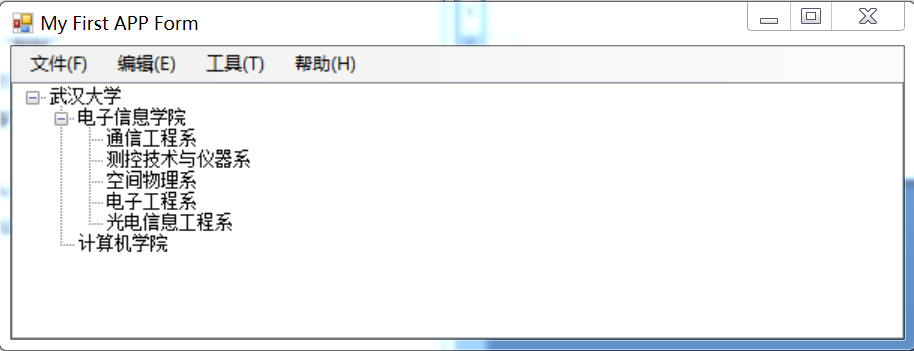 My First APP Form
文件(F) 编辑(E) 工具(T) 帮助(H)
武汉大学
电子信息学院
通信工程系
测控技术与仪器系
空间物理系
电子工程系
光电信息工程系
计算机学院